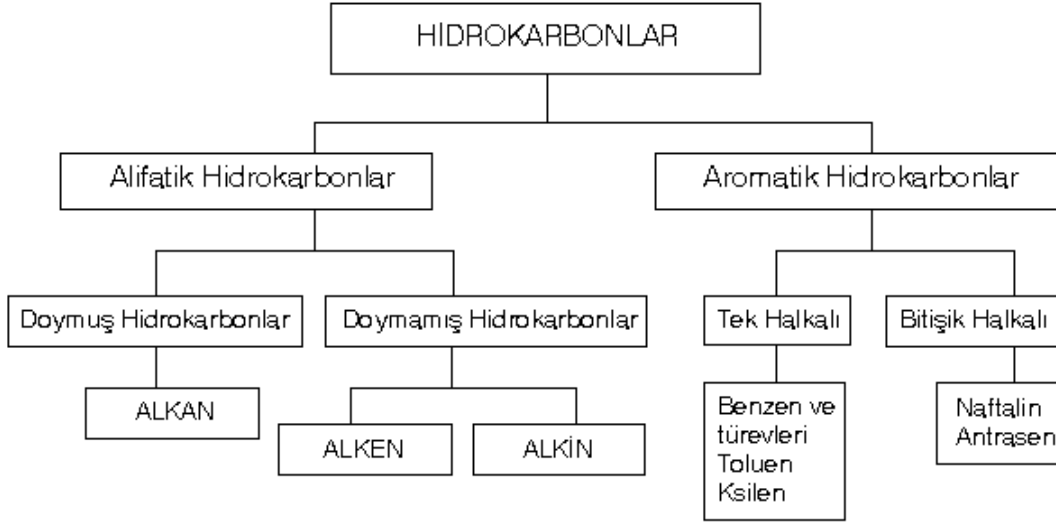 HİDROKARBONLAR
Alifatik Hidrokarbonlar
Aromatik Hidrokarbonlar
Doymuş Hidrokarbonlar
Doymamış Hidrokarbonlar
Tek Halkalı
Bitişik Halkalı
ALKAN
ALKEN
ALKİN
Benzen ve
türevleri
Toluen
Ksilen
Naftalin
Antrasen